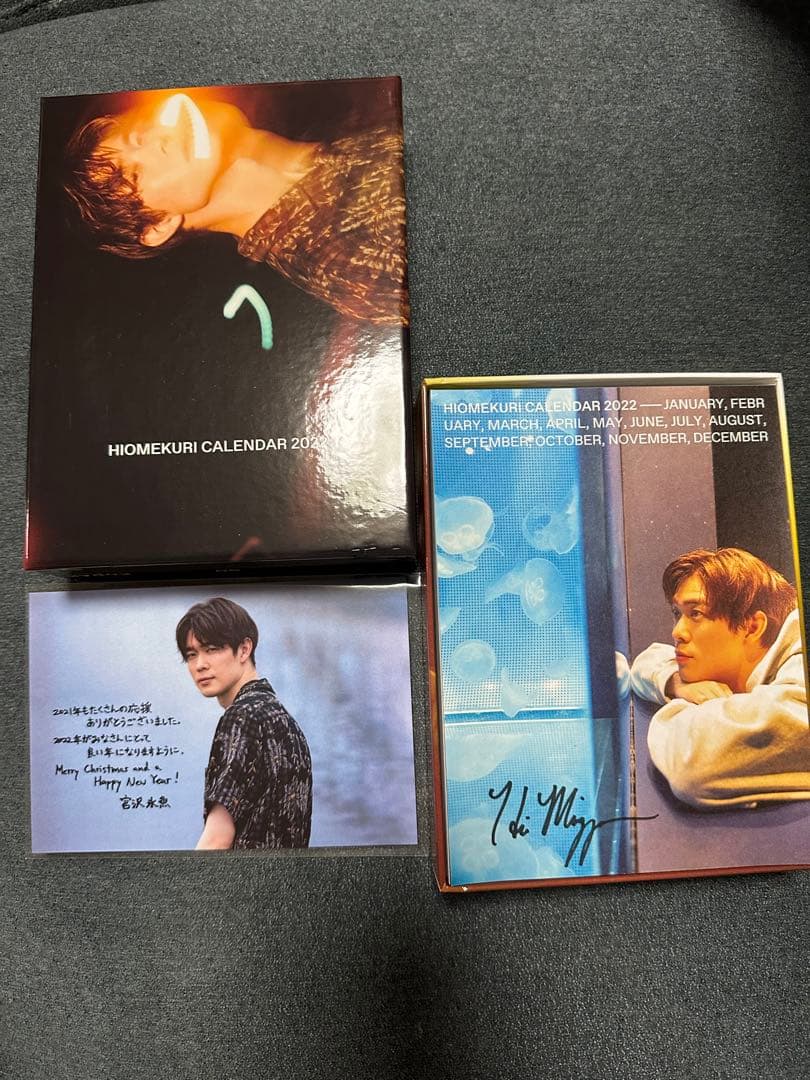 HIOMEKURI CALENDAR 2022
HIOMEKURI CALENDAR 2022 — JANUARY, FEBR
UARY, MARCH, APRIL, MAY, JUNE, JULY, AUGUST,
SEPTEMBER, OCTOBER, NOVEMBER, DECEMBER
2021年もたくさんの応援
ありがとうございました。
2022年がみなさんにとって
良い年になりますように。
Merry Christmas and a
Happy New Year!
宮沢氷魚